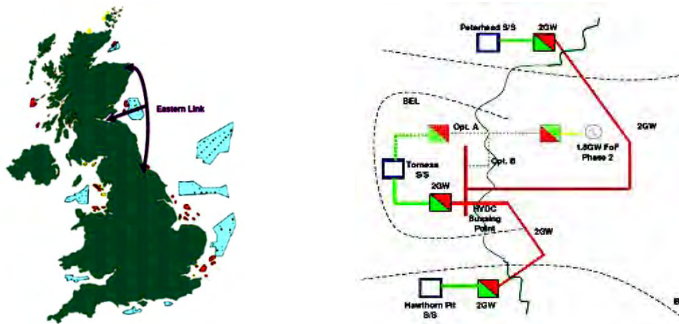 Eastern Link
Peterhead S/S
2GW
BEL
2GW
Opt. A
1.8GW FoF
Phase 2
Torness
S/S
Opt. B
2GW
HVDC
Bussing
Point
2GW
Hawthorn Pit
S/S
2GW